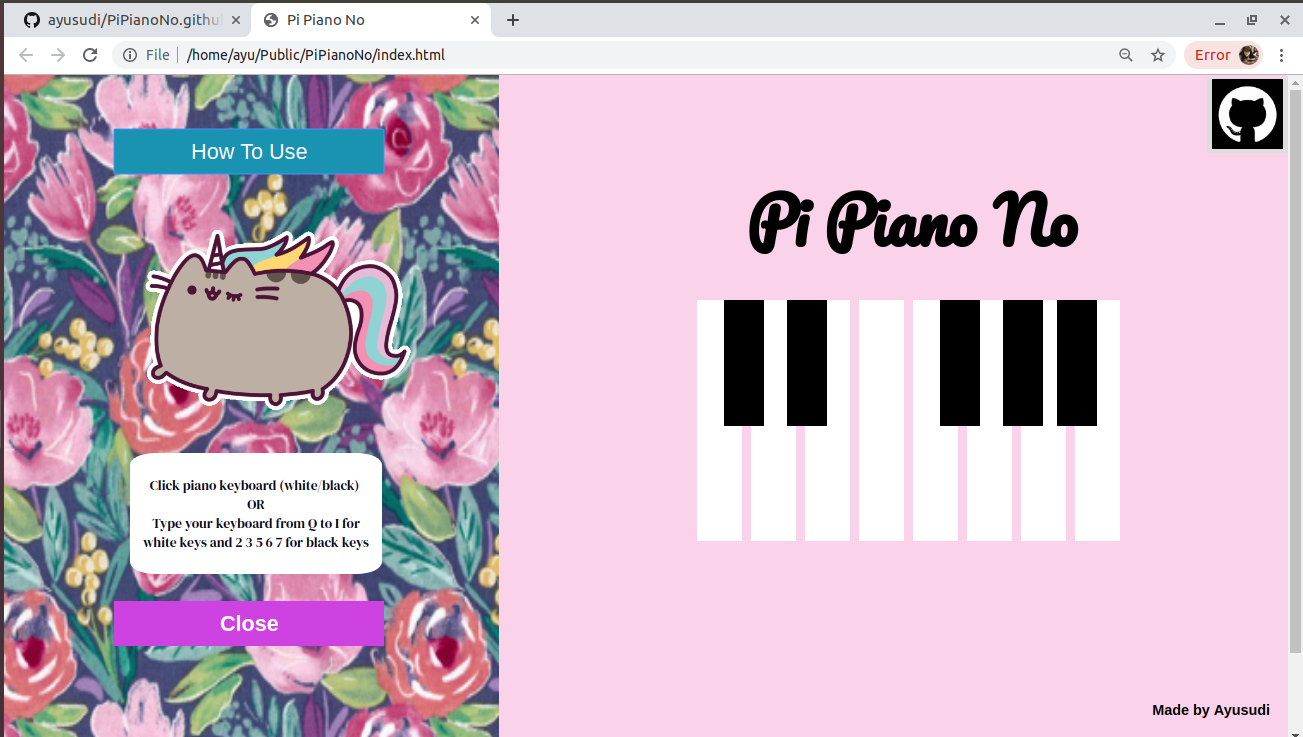 ayusudi/PiPianoNo.githu
Pi Piano No
File
/home/ayu/Public/PiPianoNo/index.html
Error
How To Use
Pi Piano No
Click piano keyboard (white/black)
OR
Type your keyboard from Q to I for
white keys and 2 3 5 6 7 for black keys
Close
Made by Ayusudi